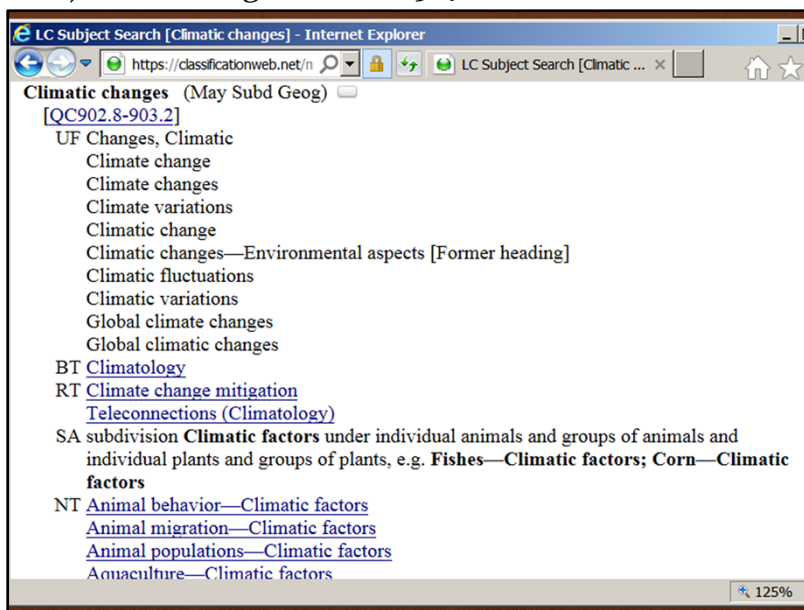 LC Subject Search [Climatic changes] - Internet Explorer
https://classificationweb.net/n LC Subject Search [Climatic ...
Climatic changes (May Subd Geog)
[QC902.8-903.2]
UF Changes, Climatic
Climate change
Climate changes
Climate variations
Climatic change
Climatic changes—Environmental aspects [Former heading]
Climatic fluctuations
Climatic variations
Global climate changes
Global climatic changes
BT Climatology
RT Climate change mitigation
Teleconnections (Climatology)
SA subdivision Climatic factors under individual animals and groups of animals and
individual plants and groups of plants, e.g. Fishes—Climatic factors; Corn—Climatic
factors
NT Animal behavior—Climatic factors
Animal migration—Climatic factors
Animal populations—Climatic factors
Aquaculture—Climatic factors
125%